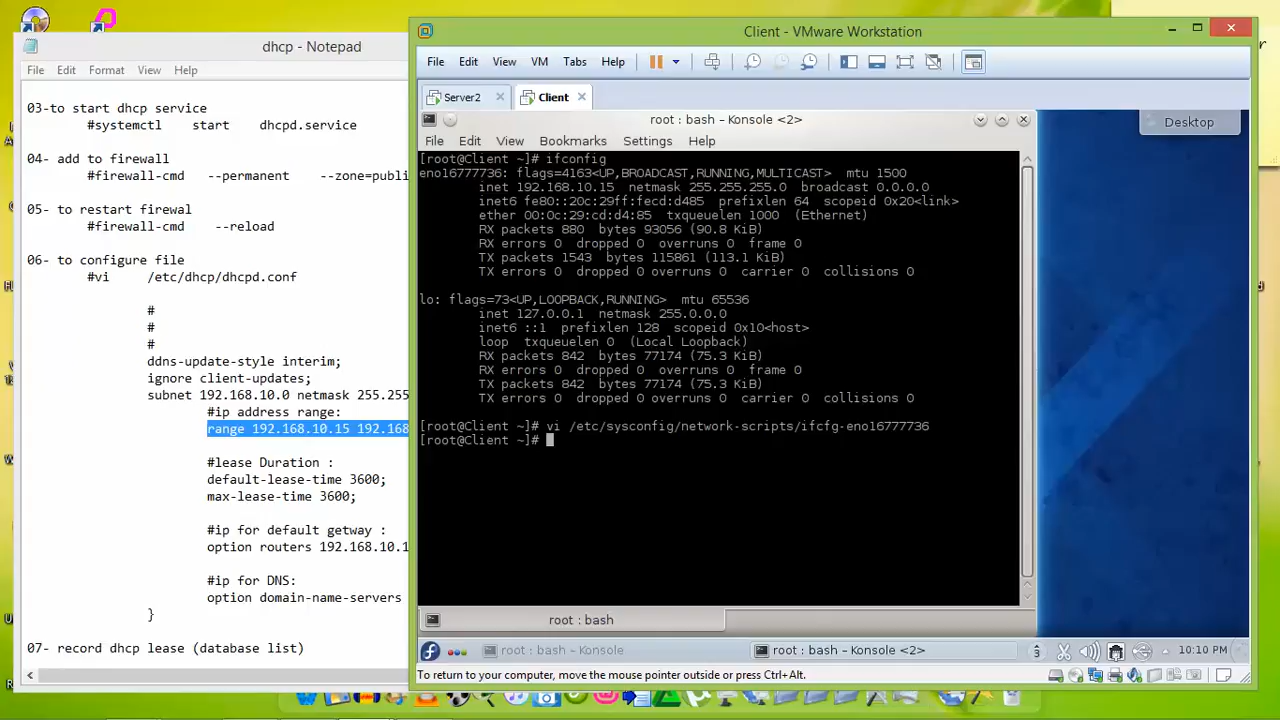 dhcp - Notepad
File Edit Format View Help
03-to start dhcp service
#systemctl start dhcpd.service
04- add to firewall
#firewall-cmd --permanent --zone=publi
05- to restart firewal
#firewall-cmd --reload
06- to configure file
#vi /etc/dhcp/dhcpd.conf
#
#
#
ddns-update-style interim;
ignore client-updates;
subnet 192.168.10.0 netmask 255.255
#ip address range:
range 192.168.10.15 192.168
#lease Duration :
default-lease-time 3600;
max-lease-time 3600;
#ip for default getway :
option routers 192.168.10.1
#ip for DNS:
option domain-name-servers
}
07- record dhcp lease (database list)
Client - VMware Workstation
File Edit View VM Tabs Help
Server2 Client
root : bash – Konsole <2>
File Edit View Bookmarks Settings Help
[root@Client ~]# ifconfig
eno16777736: flags=4163<UP,BROADCAST,RUNNING,MULTICAST> mtu 1500
inet 192.168.10.15 netmask 255.255.255.0 broadcast 0.0.0.0
inet6 fe80::20c:29ff:fecd:d485 prefixlen 64 scopeid 0x20<link>
ether 00:0c:29:cd:d4:85 txqueuelen 1000 (Ethernet)
RX packets 880 bytes 93056 (90.8 KiB)
RX errors 0 dropped 0 overruns 0 frame 0
TX packets 1543 bytes 115861 (113.1 KiB)
TX errors 0 dropped 0 overruns 0 carrier 0 collisions 0
lo: flags=73<UP,LOOPBACK,RUNNING> mtu 65536
inet 127.0.0.1 netmask 255.0.0.0
inet6 ::1 prefixlen 128 scopeid 0x10<host>
loop txqueuelen 0 (Local Loopback)
RX packets 842 bytes 77174 (75.3 KiB)
RX errors 0 dropped 0 overruns 0 frame 0
TX packets 842 bytes 77174 (75.3 KiB)
TX errors 0 dropped 0 overruns 0 carrier 0 collisions 0
[root@Client ~]# vi /etc/sysconfig/network-scripts/ifcfg-eno16777736
[root@Client ~]#
root : bash
Desktop
root : bash – Konsole
root : bash – Konsole <2>
10:10 PM
To return to your computer, move the mouse pointer outside or press Ctrl+Alt.